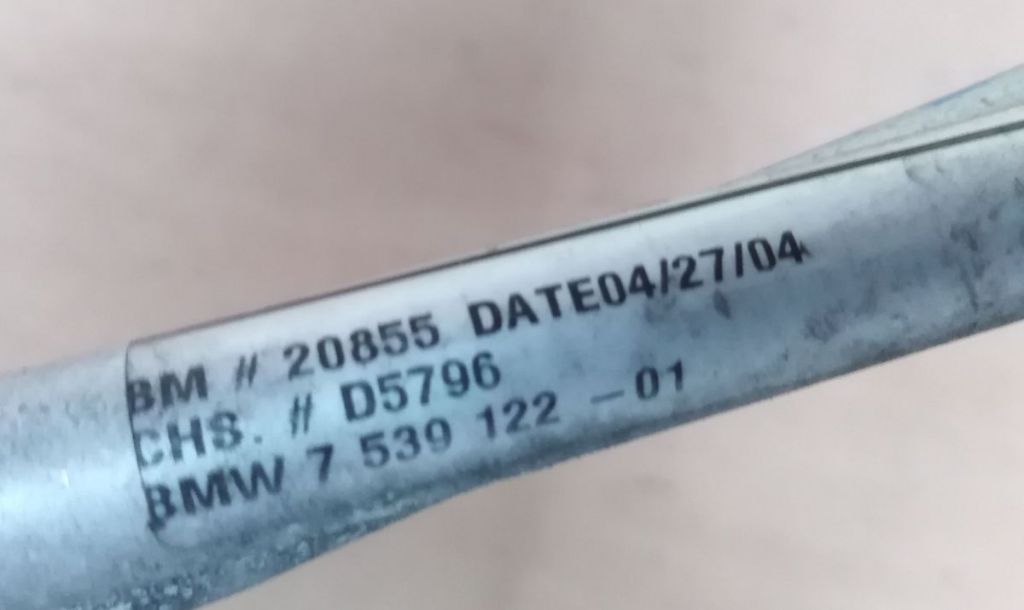 BM # 20855 DATE04/27/04
CHS. # D5796
BMW 7 539 122 -01